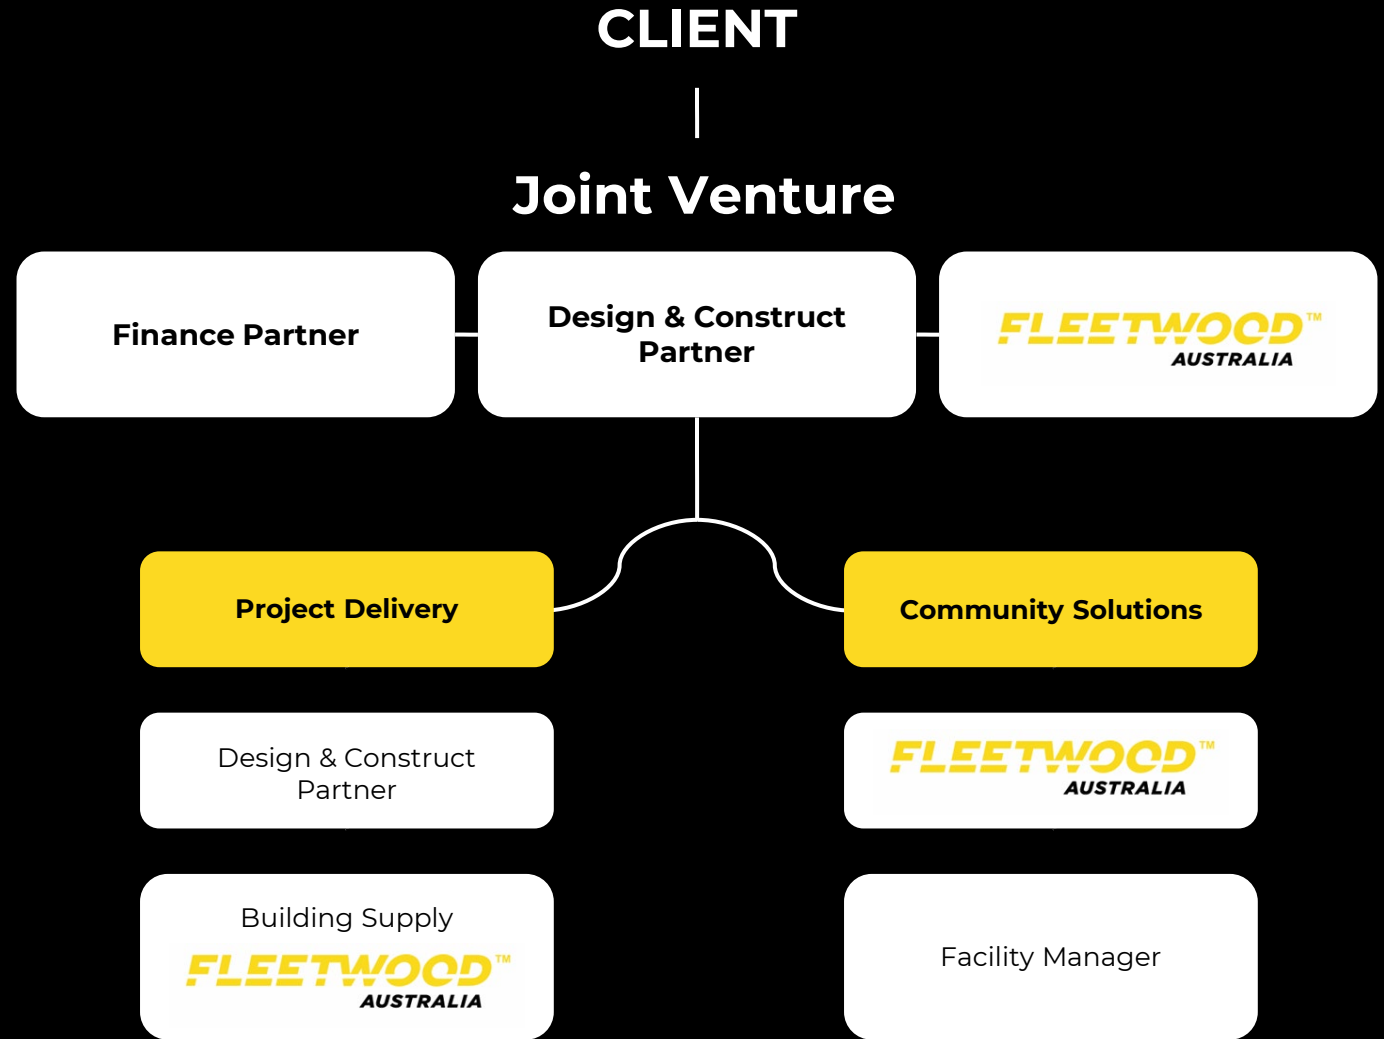 CLIENT
Joint Venture
Finance Partner
Design & Construct
Partner
FLEETWOOD™
AUSTRALIA
Project Delivery
Community Solutions
Design & Construct
Partner
FLEETWOOD™
AUSTRALIA
Building Supply
FLEETWOOD™
AUSTRALIA
Facility Manager